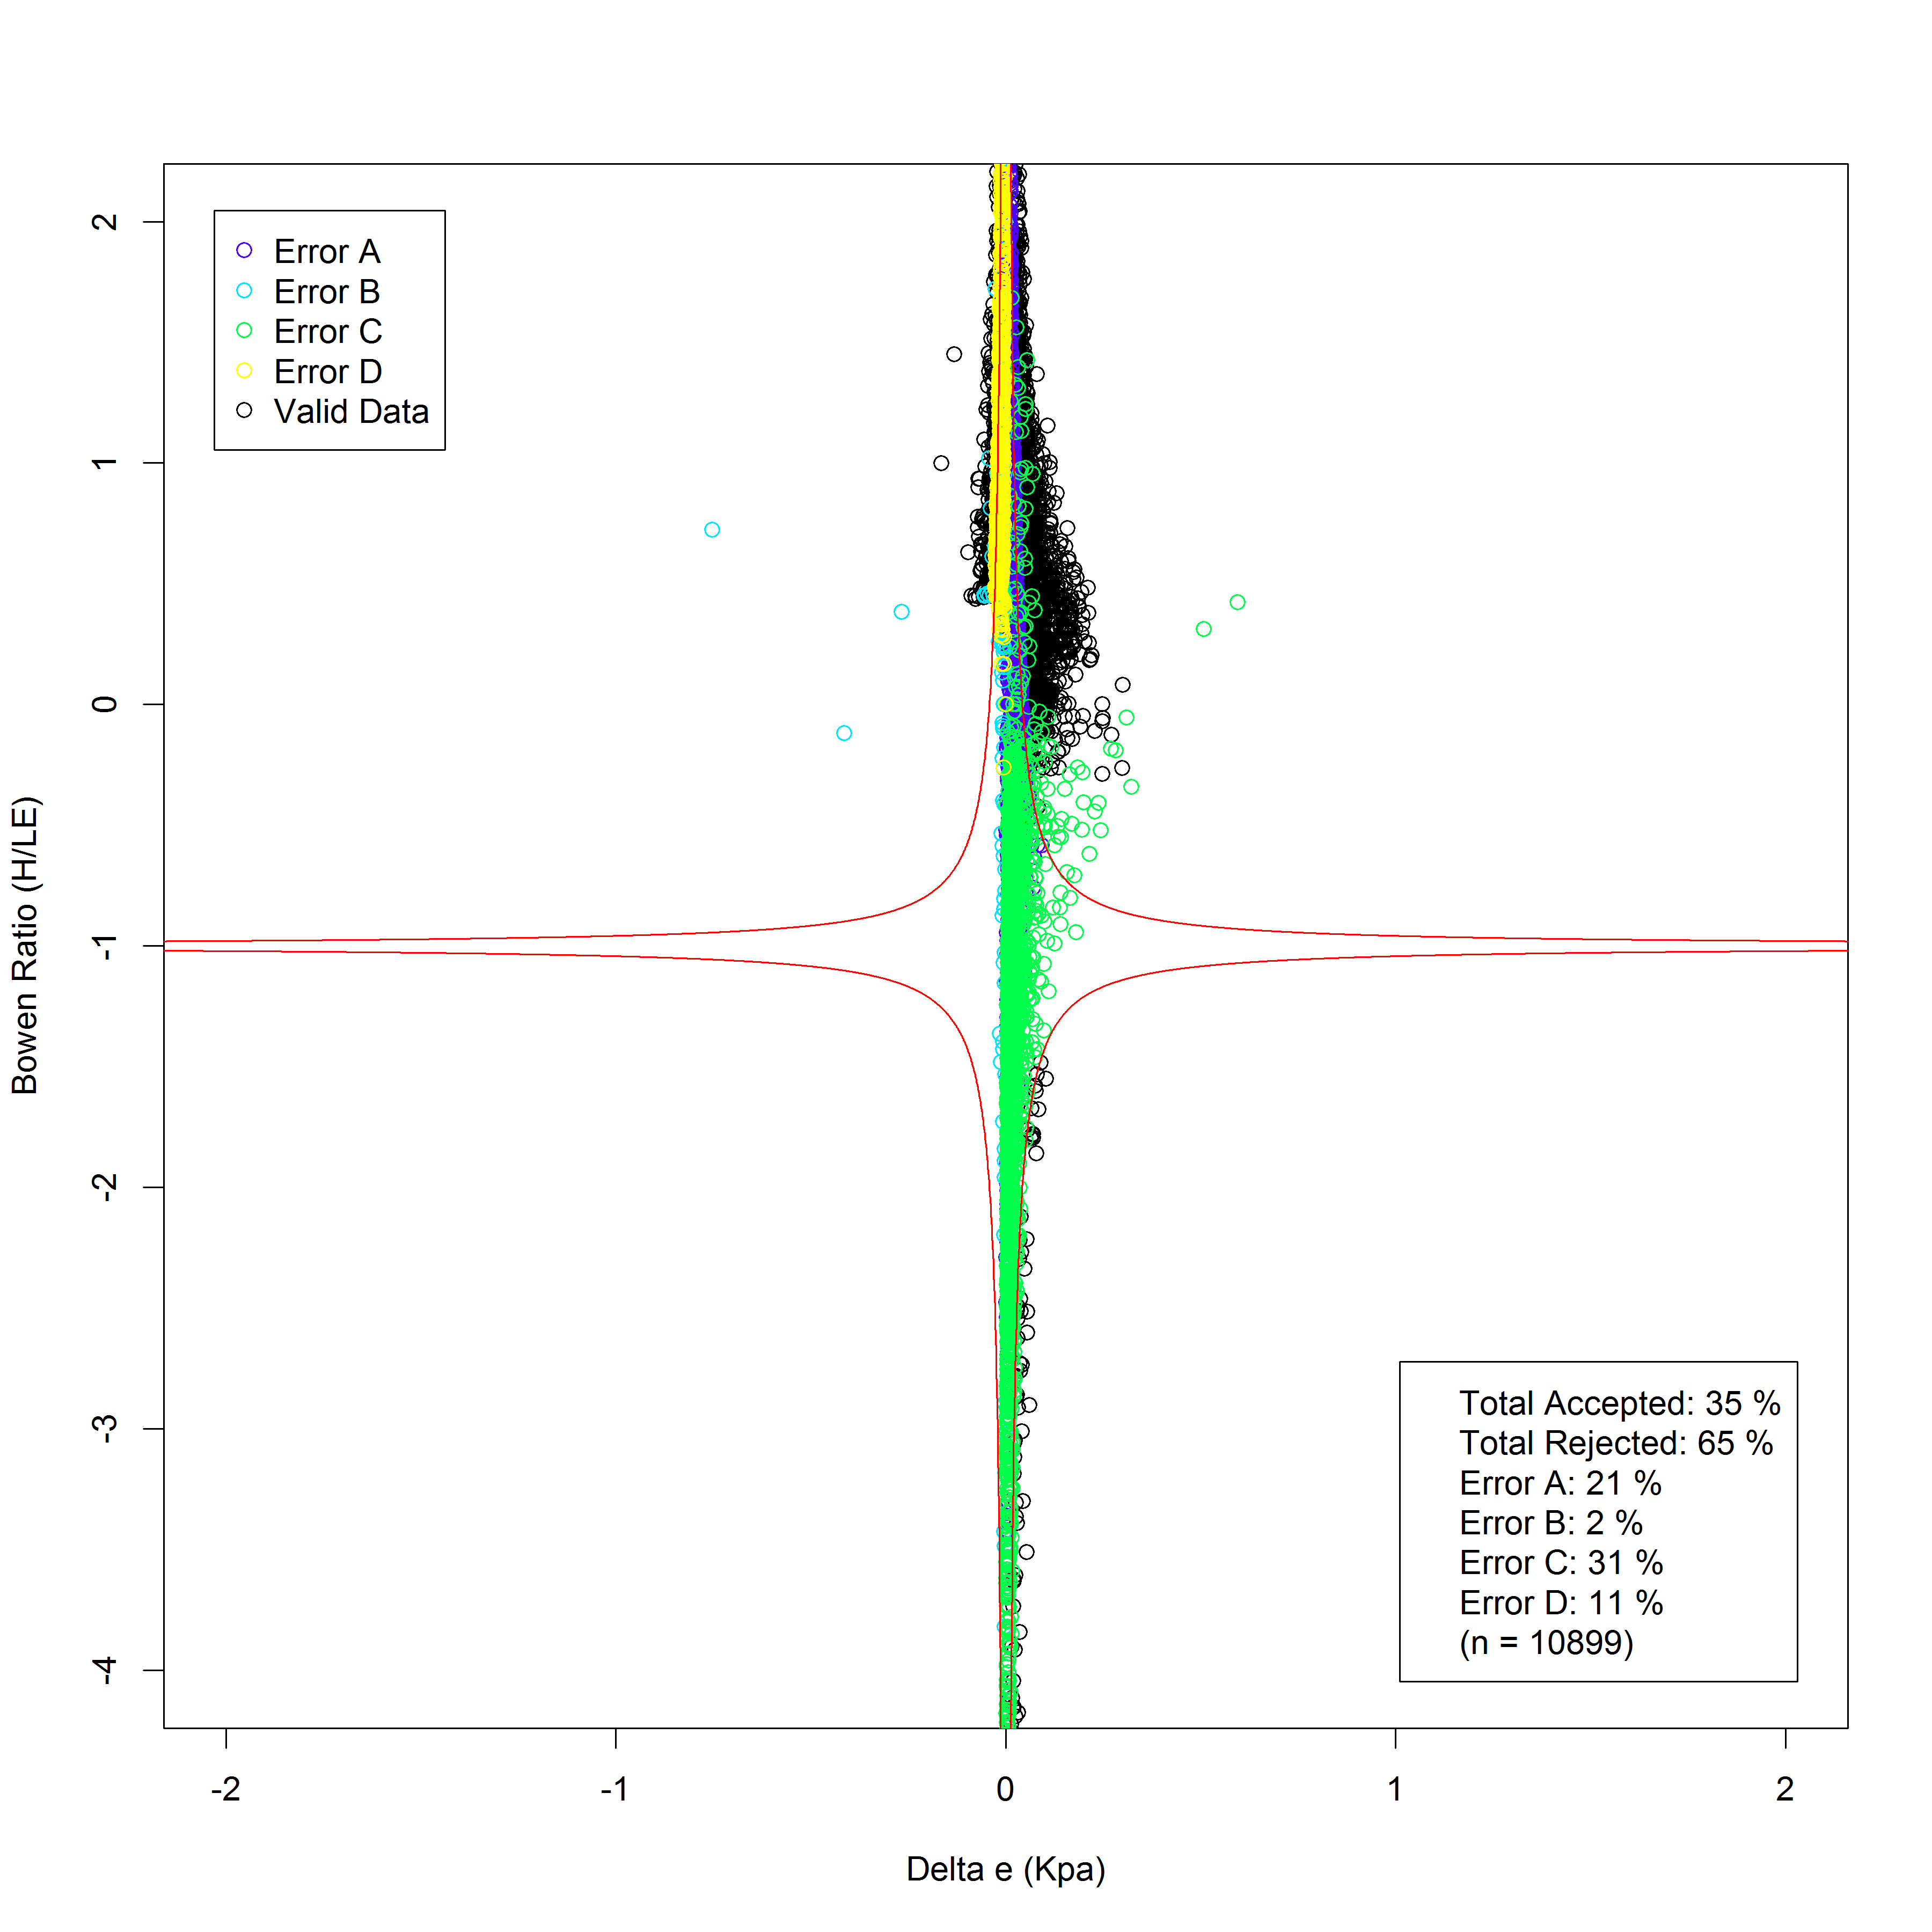 Error A
Error B
Error C
Error D
Valid Data
2
1
0
-1
-2
-3
-4
Bowen Ratio (H/LE)
Total Accepted: 35 %
Total Rejected: 65 %
Error A: 21 %
Error B: 2 %
Error C: 31 %
Error D: 11 %
(n = 10899)
-2
-1
0
1
2
Delta e (Kpa)